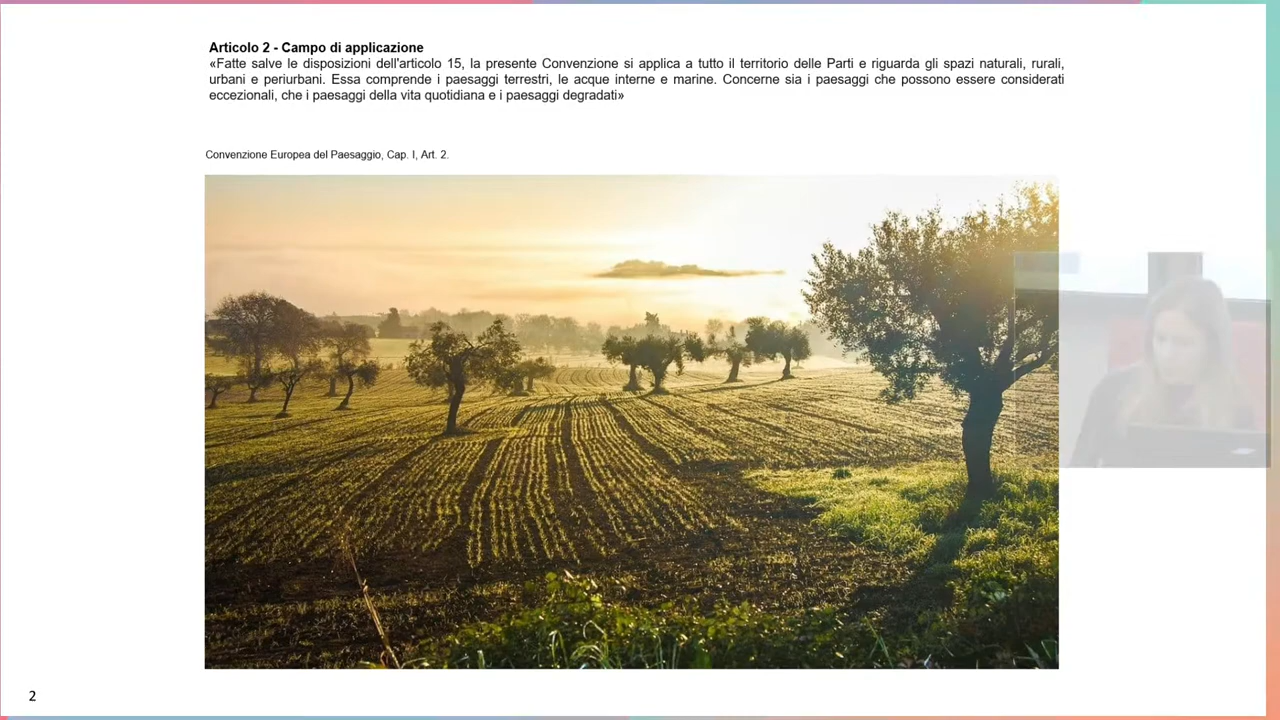 Articolo 2 - Campo di applicazione
«Fatte salve le disposizioni dell'articolo 15, la presente Convenzione si applica a tutto il territorio delle Parti e riguarda gli spazi naturali, rurali,
urbani e periurbani. Essa comprende i paesaggi terrestri, le acque interne e marine. Concerne sia i paesaggi che possono essere considerati
eccezionali, che i paesaggi della vita quotidiana e i paesaggi degradati»
Convenzione Europea del Paesaggio, Cap. I, Art. 2.
2